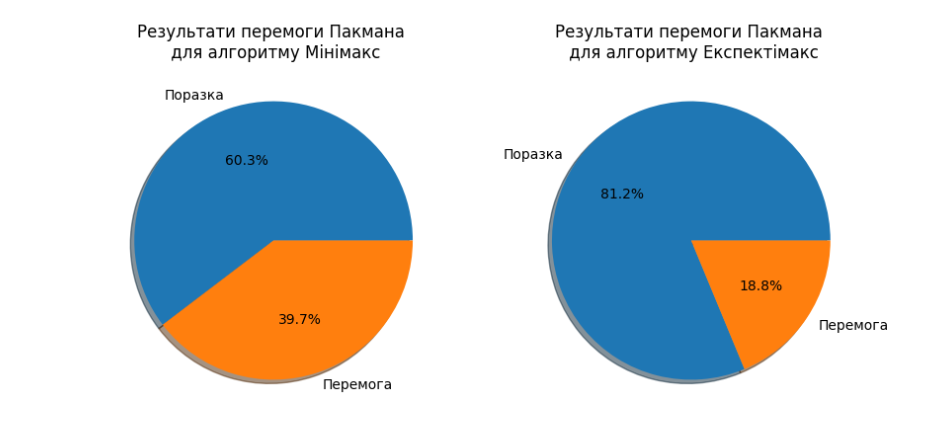 Результати перемоги Пакмана
для алгоритму Мінімакс
Поразка
60.3%
39.7%
Перемога
Результати перемоги Пакмана
для алгоритму Експектімакс
Поразка
81.2%
18.8%
Перемога